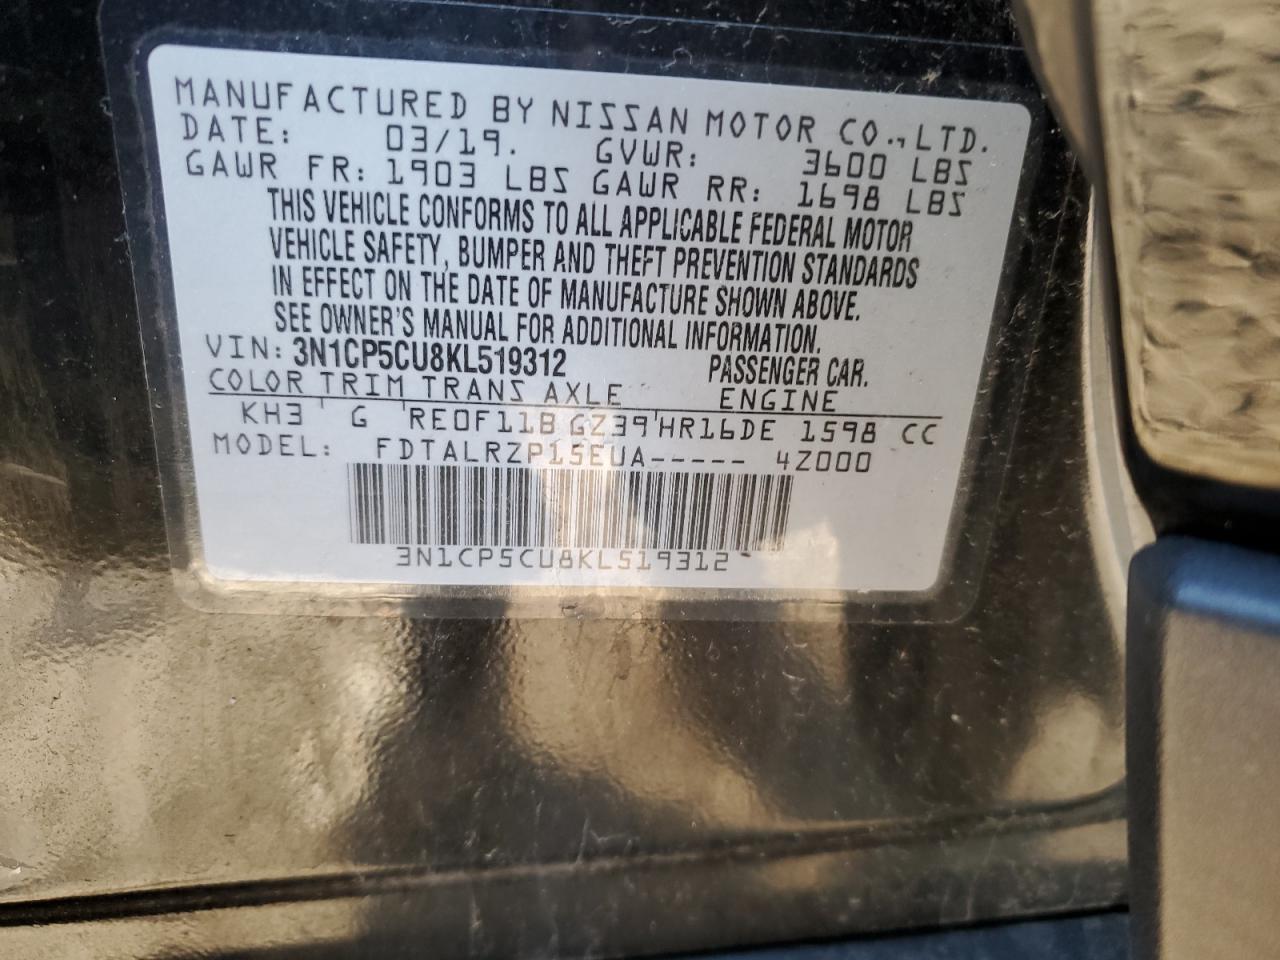 MANUFACTURED BY NISSAN MOTOR CO., LTD.
DATE: 03/19. GVWR: 3600 LBS
GAWR FR: 1903 LBS GAWR RR: 1698 LBS
THIS VEHICLE CONFORMS TO ALL APPLICABLE FEDERAL MOTOR
VEHICLE SAFETY, BUMPER AND THEFT PREVENTION STANDARDS
IN EFFECT ON THE DATE OF MANUFACTURE SHOWN ABOVE.
SEE OWNER'S MANUAL FOR ADDITIONAL INFORMATION.
VIN: 3N1CP5CU8KL519312 PASSENGER CAR.
COLOR TRIM TRANS AXLE ENGINE
KH3 G RE0F11B GZ39 HR16DE 1598 CC
MODEL: FDTALRZP15EUA----- 4Z000
3N1CP5CU8KL519312